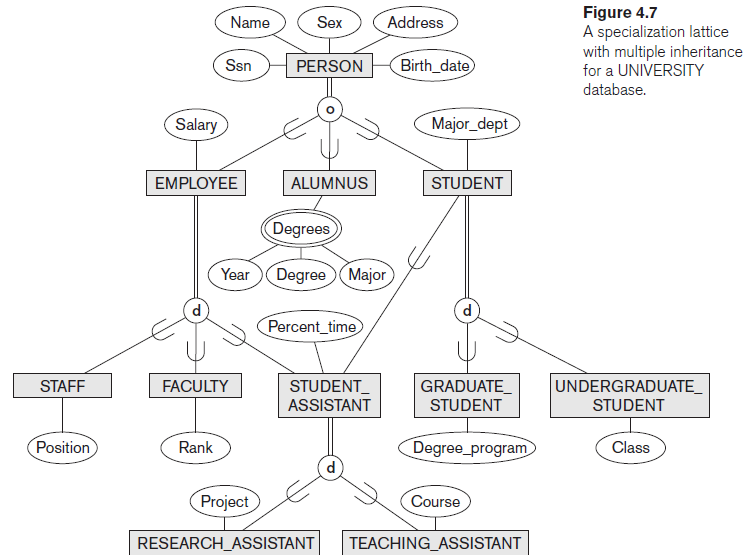 Figure 4.7
A specialization lattice
with multiple inheritance
for a UNIVERSITY
database.
Name
Sex
Address
Ssn
PERSON
Birth_date
o
Salary
Major_dept
EMPLOYEE
ALUMNUS
STUDENT
Degrees
Year
Degree
Major
d
d
Percent_time
STAFF
FACULTY
STUDENT_
ASSISTANT
GRADUATE_
STUDENT
UNDERGRADUATE_
STUDENT
Position
Rank
Degree_program
Class
d
Project
Course
RESEARCH_ASSISTANT
TEACHING_ASSISTANT